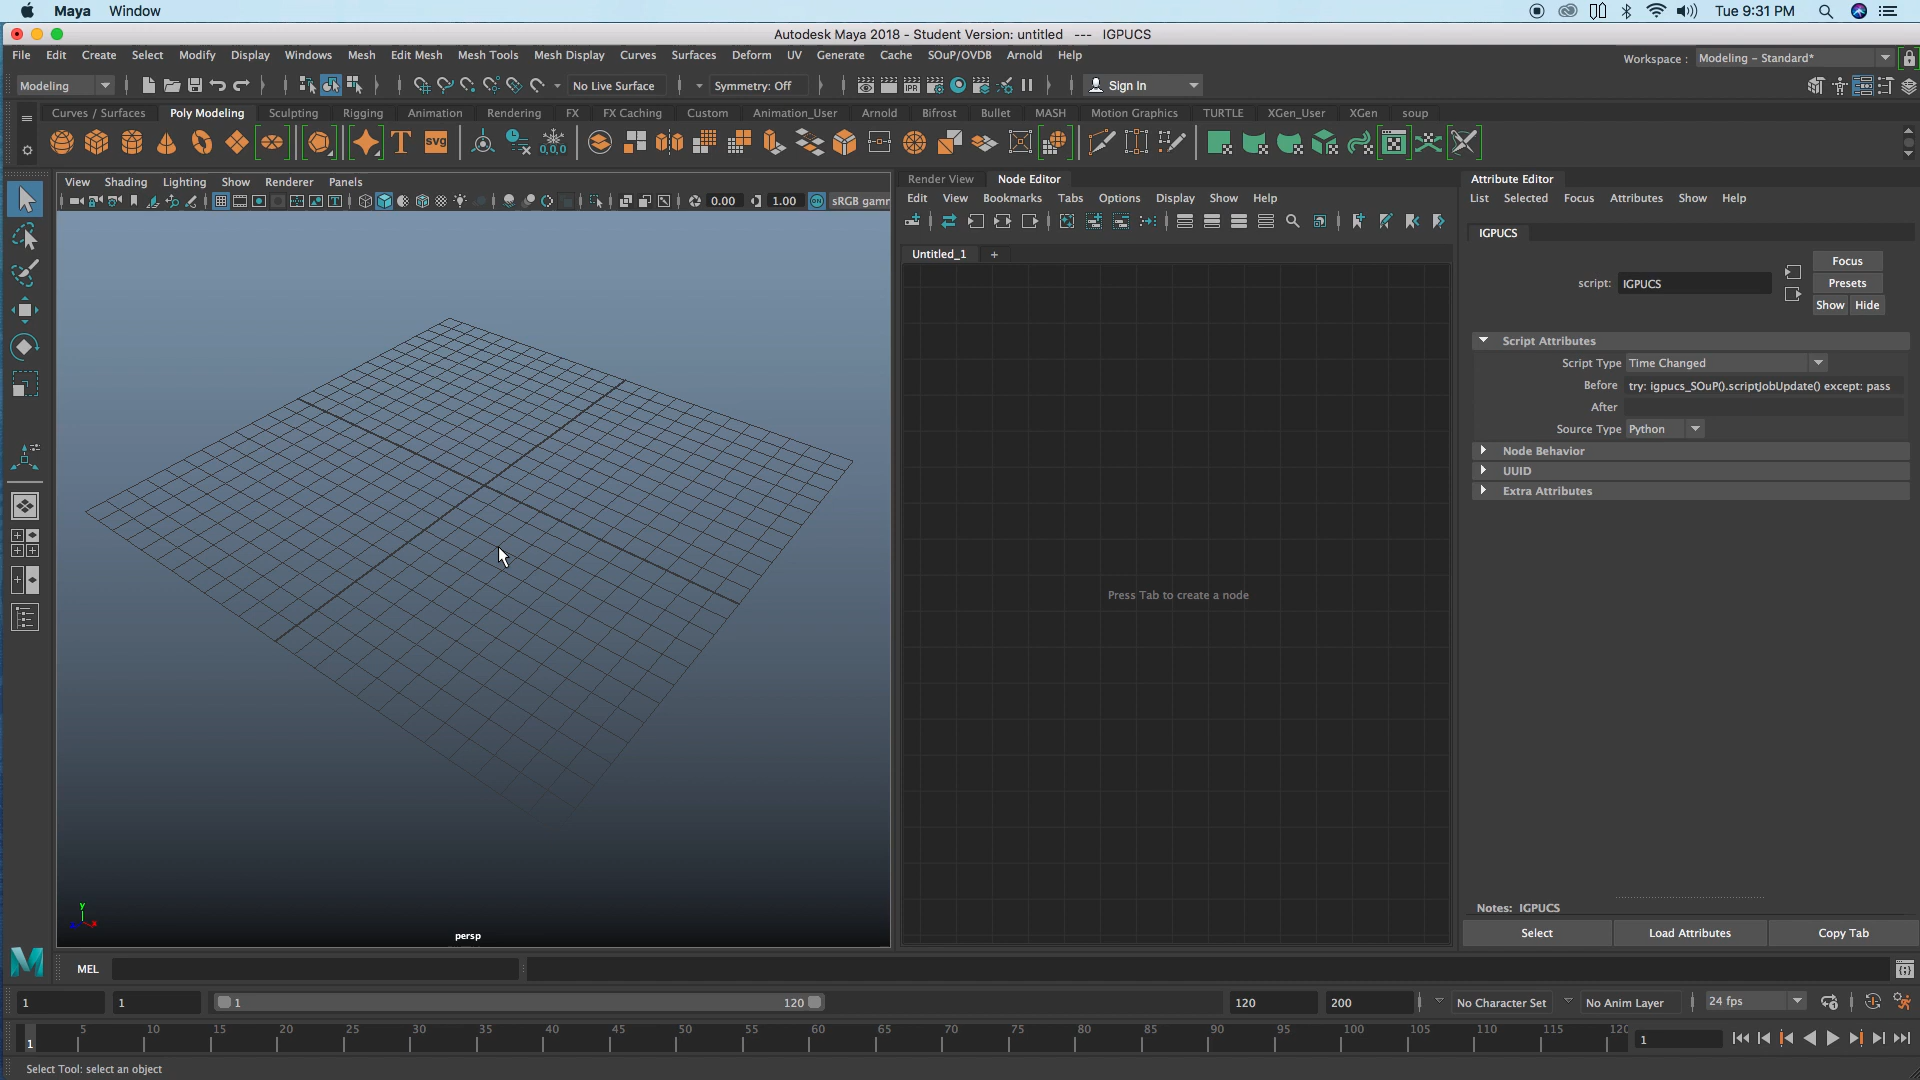 Maya Window
Tue 9:31 PM
Autodesk Maya 2018 - Student Version: untitled --- IGPUCS
File Edit Create Select Modify Display Windows Mesh Edit Mesh Mesh Tools Mesh Display Curves Surfaces Deform UV Generate Cache SOuP/OVDB Arnold Help
Workspace : Modeling - Standard*
Modeling No Live Surface Symmetry: Off IPR Sign In
Curves / Surfaces Poly Modeling Sculpting Rigging Animation Rendering FX FX Caching Custom Animation_User Arnold Bifrost Bullet MASH Motion Graphics TURTLE XGen_User XGen soup
T SVG 0,0,0
View Shading Lighting Show Renderer Panels
0.00 1.00 sRGB gamm
Render View Node Editor
Edit View Bookmarks Tabs Options Display Show Help
Untitled_1 +
Press Tab to create a node
Attribute Editor
List Selected Focus Attributes Show Help
IGPUCS
script: IGPUCS
Focus
Presets
Show Hide
Script Attributes
Script Type Time Changed
Before try: igpucs_SOuP().scriptJobUpdate() except: pass
After
Source Type Python
Node Behavior
UUID
Extra Attributes
y
persp
Notes: IGPUCS
Select Load Attributes Copy Tab
MEL
1 1 1 120 120 200 No Character Set No Anim Layer 24 fps
5 10 15 20 25 30 35 40 45 50 55 60 65 70 75 80 85 90 95 100 105 110 115 120
1 1
Select Tool: select an object